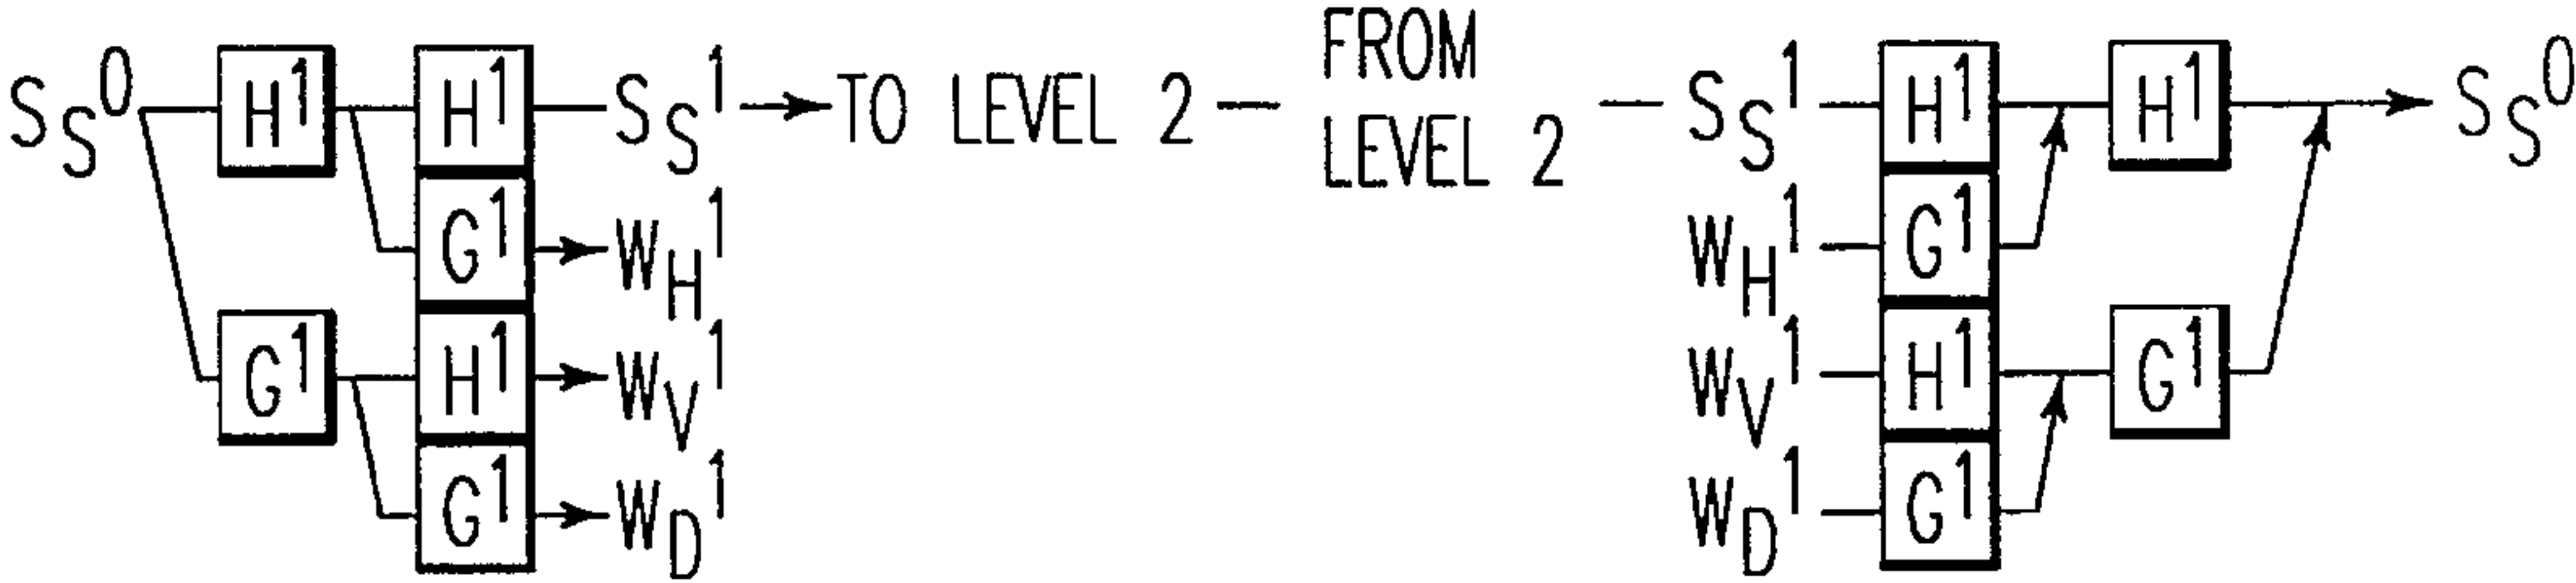 S_S^0 H^1 H^1 S_S^1 TO LEVEL 2 FROM LEVEL 2 S_S^1 H^1 H^1 S_S^0
G^1 W_H^1 W_H^1 G^1
G^1 H^1 W_V^1 W_V^1 H^1 G^1
G^1 W_D^1 W_D^1 G^1